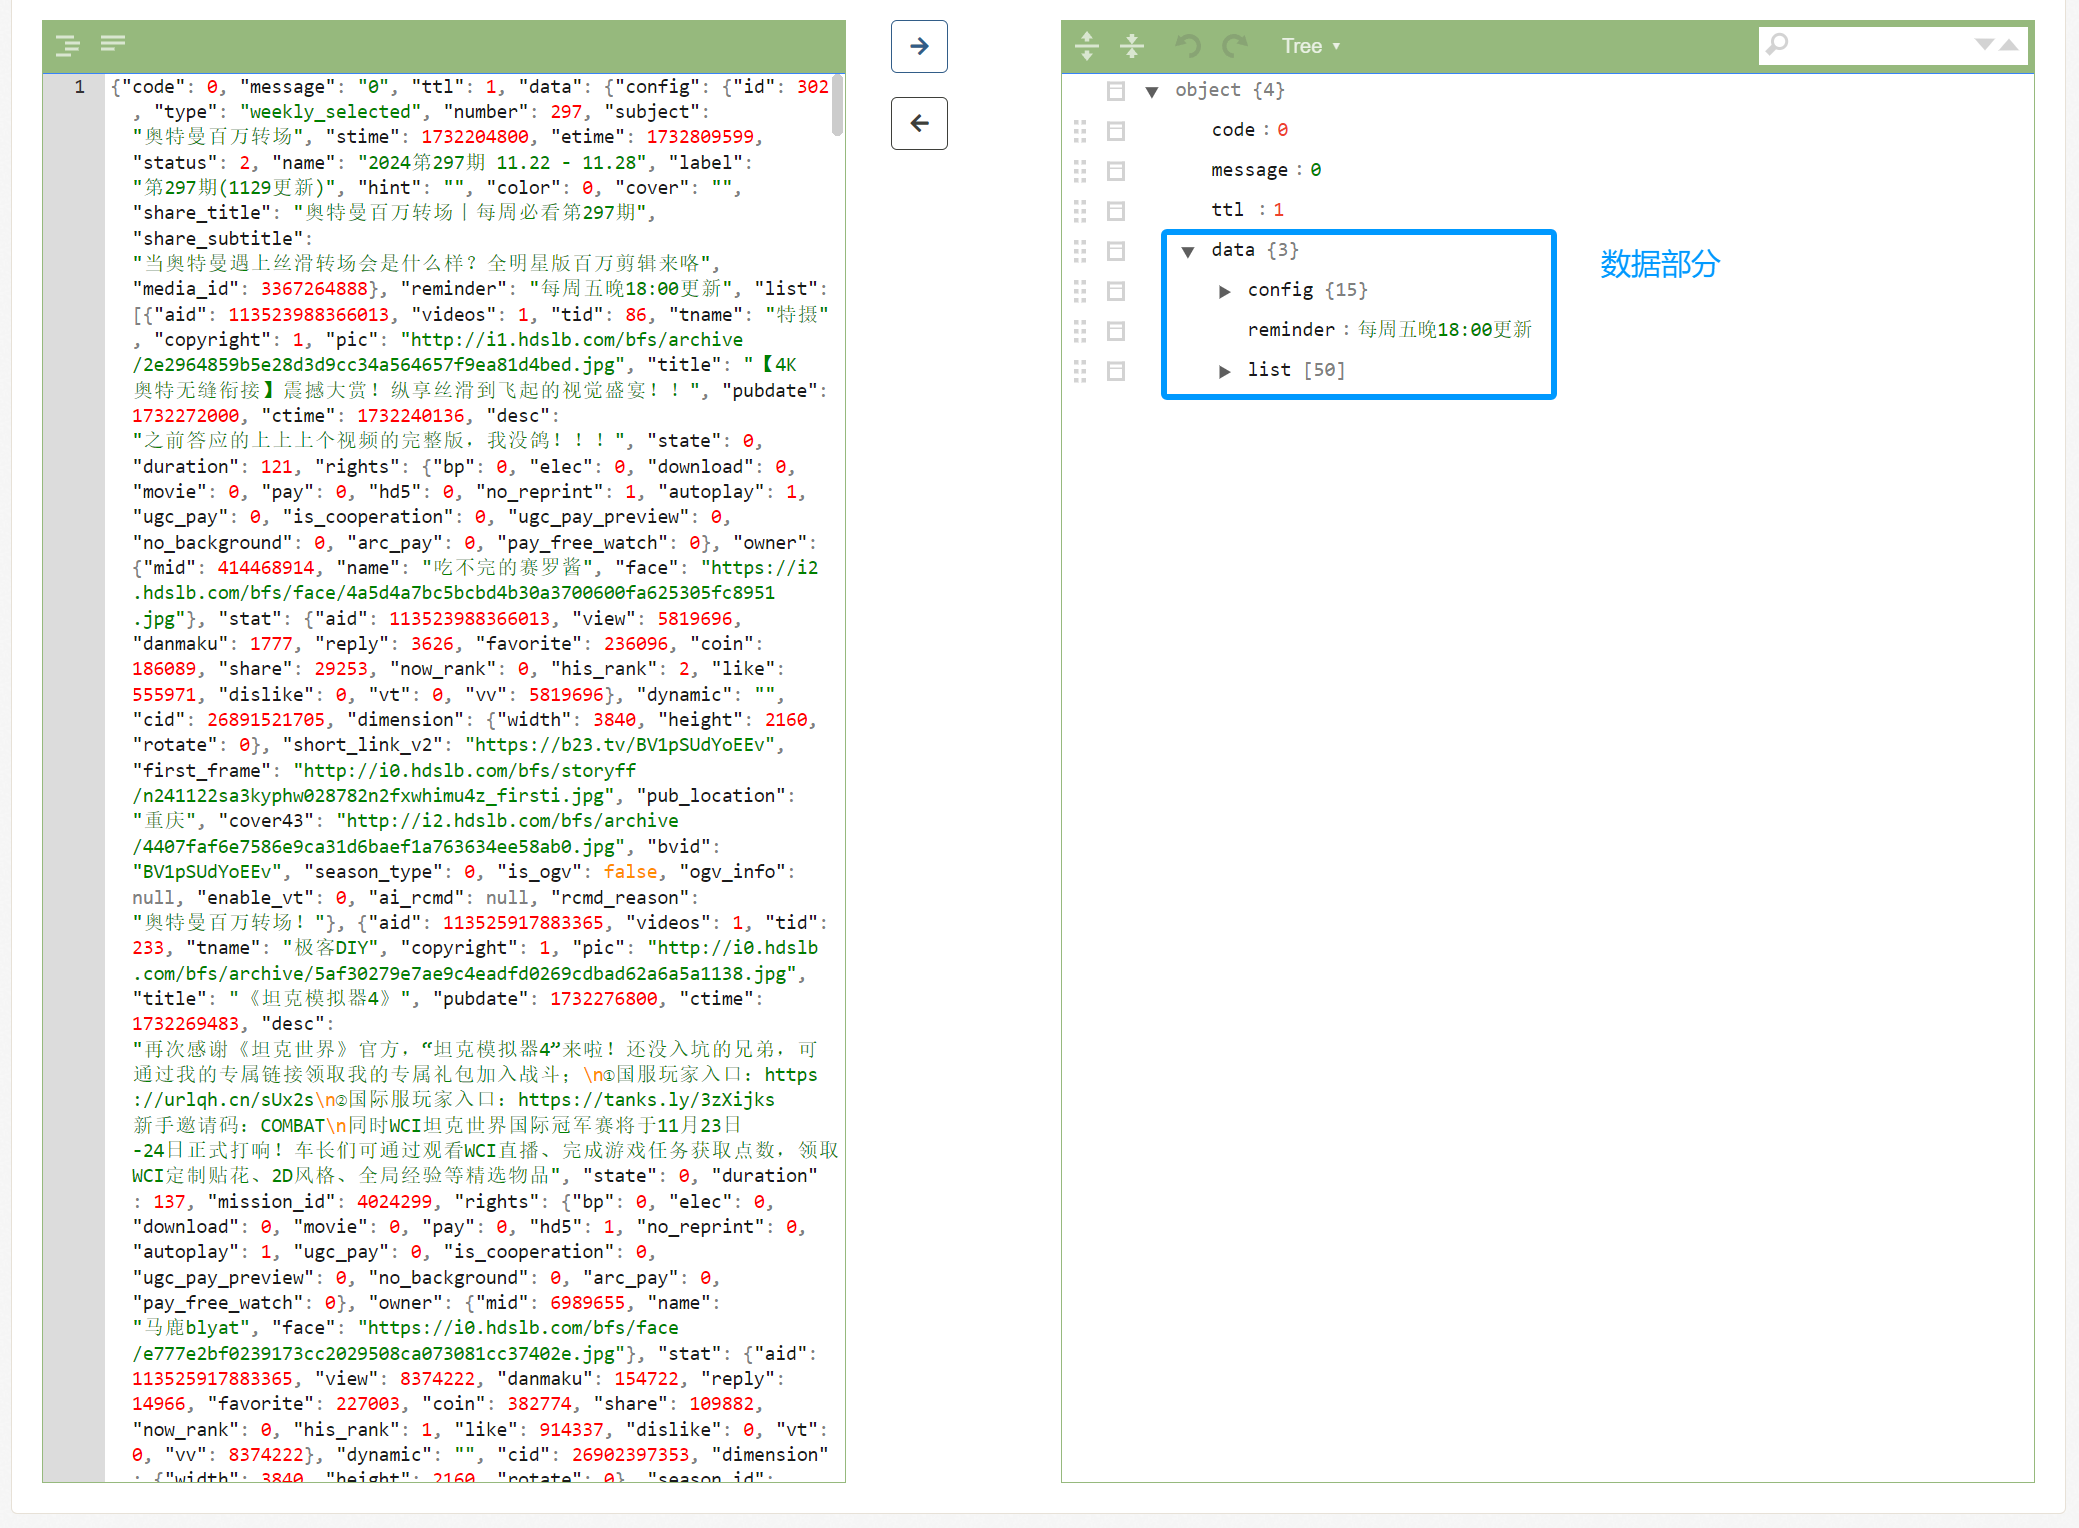 1
{"code": 0, "message": "0", "ttl": 1, "data": {"config": {"id": 302
, "type": "weekly_selected", "number": 297, "subject":
"奥特曼百万转场", "stime": 1732204800, "etime": 1732809599,
"status": 2, "name": "2024第297期 11.22 - 11.28", "label":
"第297期(1129更新)", "hint": "", "color": 0, "cover": "",
"share_title": "奥特曼百万转场丨每周必看第297期",
"share_subtitle":
"当奥特曼遇上丝滑转场会是什么样？全明星版百万剪辑来咯",
"media_id": 3367264888}, "reminder": "每周五晚18:00更新", "list":
[{"aid": 113523988366013, "videos": 1, "tid": 86, "tname": "特摄"
, "copyright": 1, "pic": "http://i1.hdslb.com/bfs/archive
/2e2964859b5e28d3d9cc34a564657f9ea81d4bed.jpg", "title": "【4K
奥特无缝衔接】震撼大赏！纵享丝滑到飞起的视觉盛宴！！", "pubdate":
1732272000, "ctime": 1732240136, "desc":
"之前答应的上上上个视频的完整版，我没鸽！！！", "state": 0,
"duration": 121, "rights": {"bp": 0, "elec": 0, "download": 0,
"movie": 0, "pay": 0, "hd5": 0, "no_reprint": 1, "autoplay": 1,
"ugc_pay": 0, "is_cooperation": 0, "ugc_pay_preview": 0,
"no_background": 0, "arc_pay": 0, "pay_free_watch": 0}, "owner":
{"mid": 414468914, "name": "吃不完的赛罗酱", "face": "https://i2
.hdslb.com/bfs/face/4a5d4a7bc5bcbd4b30a3700600fa625305fc8951
.jpg"}, "stat": {"aid": 113523988366013, "view": 5819696,
"danmaku": 1777, "reply": 3626, "favorite": 236096, "coin":
186089, "share": 29253, "now_rank": 0, "his_rank": 2, "like":
555971, "dislike": 0, "vt": 0, "vv": 5819696}, "dynamic": "",
"cid": 26891521705, "dimension": {"width": 3840, "height": 2160,
"rotate": 0}, "short_link_v2": "https://b23.tv/BV1pSUdYoEEv",
"first_frame": "http://i0.hdslb.com/bfs/storyff
/n241122sa3kyphw028782n2fxwhimu4z_firsti.jpg", "pub_location":
"重庆", "cover43": "http://i2.hdslb.com/bfs/archive
/4407faf6e7586e9ca31d6baef1a763634ee58ab0.jpg", "bvid":
"BV1pSUdYoEEv", "season_type": 0, "is_ogv": false, "ogv_info":
null, "enable_vt": 0, "ai_rcmd": null, "rcmd_reason":
"奥特曼百万转场！"}, {"aid": 113525917883365, "videos": 1, "tid":
233, "tname": "极客DIY", "copyright": 1, "pic": "http://i0.hdslb
.com/bfs/archive/5af30279e7ae9c4eadfd0269cdbad62a6a5a1138.jpg",
"title": "《坦克模拟器4》", "pubdate": 1732276800, "ctime":
1732269483, "desc":
"再次感谢《坦克世界》官方，“坦克模拟器4”来啦！还没入坑的兄弟，可
通过我的专属链接领取我的专属礼包加入战斗；\n①国服玩家入口：https
://urlqh.cn/sUx2s\n②国际服玩家入口：https://tanks.ly/3zXijks
新手邀请码：COMBAT\n同时WCI坦克世界国际冠军赛将于11月23日
-24日正式打响！车长们可通过观看WCI直播、完成游戏任务获取点数，领取
WCI定制贴花、2D风格、全局经验等精选物品", "state": 0, "duration"
: 137, "mission_id": 4024299, "rights": {"bp": 0, "elec": 0,
"download": 0, "movie": 0, "pay": 0, "hd5": 1, "no_reprint": 0,
"autoplay": 1, "ugc_pay": 0, "is_cooperation": 0,
"ugc_pay_preview": 0, "no_background": 0, "arc_pay": 0,
"pay_free_watch": 0}, "owner": {"mid": 6989655, "name":
"马鹿blyat", "face": "https://i0.hdslb.com/bfs/face
/e777e2bf0239173cc2029508ca073081cc37402e.jpg"}, "stat": {"aid":
113525917883365, "view": 8374222, "danmaku": 154722, "reply":
14966, "favorite": 227003, "coin": 382774, "share": 109882,
"now_rank": 0, "his_rank": 1, "like": 914337, "dislike": 0, "vt":
0, "vv": 8374222}, "dynamic": "", "cid": 26902397353, "dimension"
: {"width": 3840, "height": 2160, "rotate": 0}, "season_id":
Tree
object {4}
code : 0
message : 0
ttl : 1
data {3}
config {15}
reminder : 每周五晚18:00更新
list [50]
数据部分